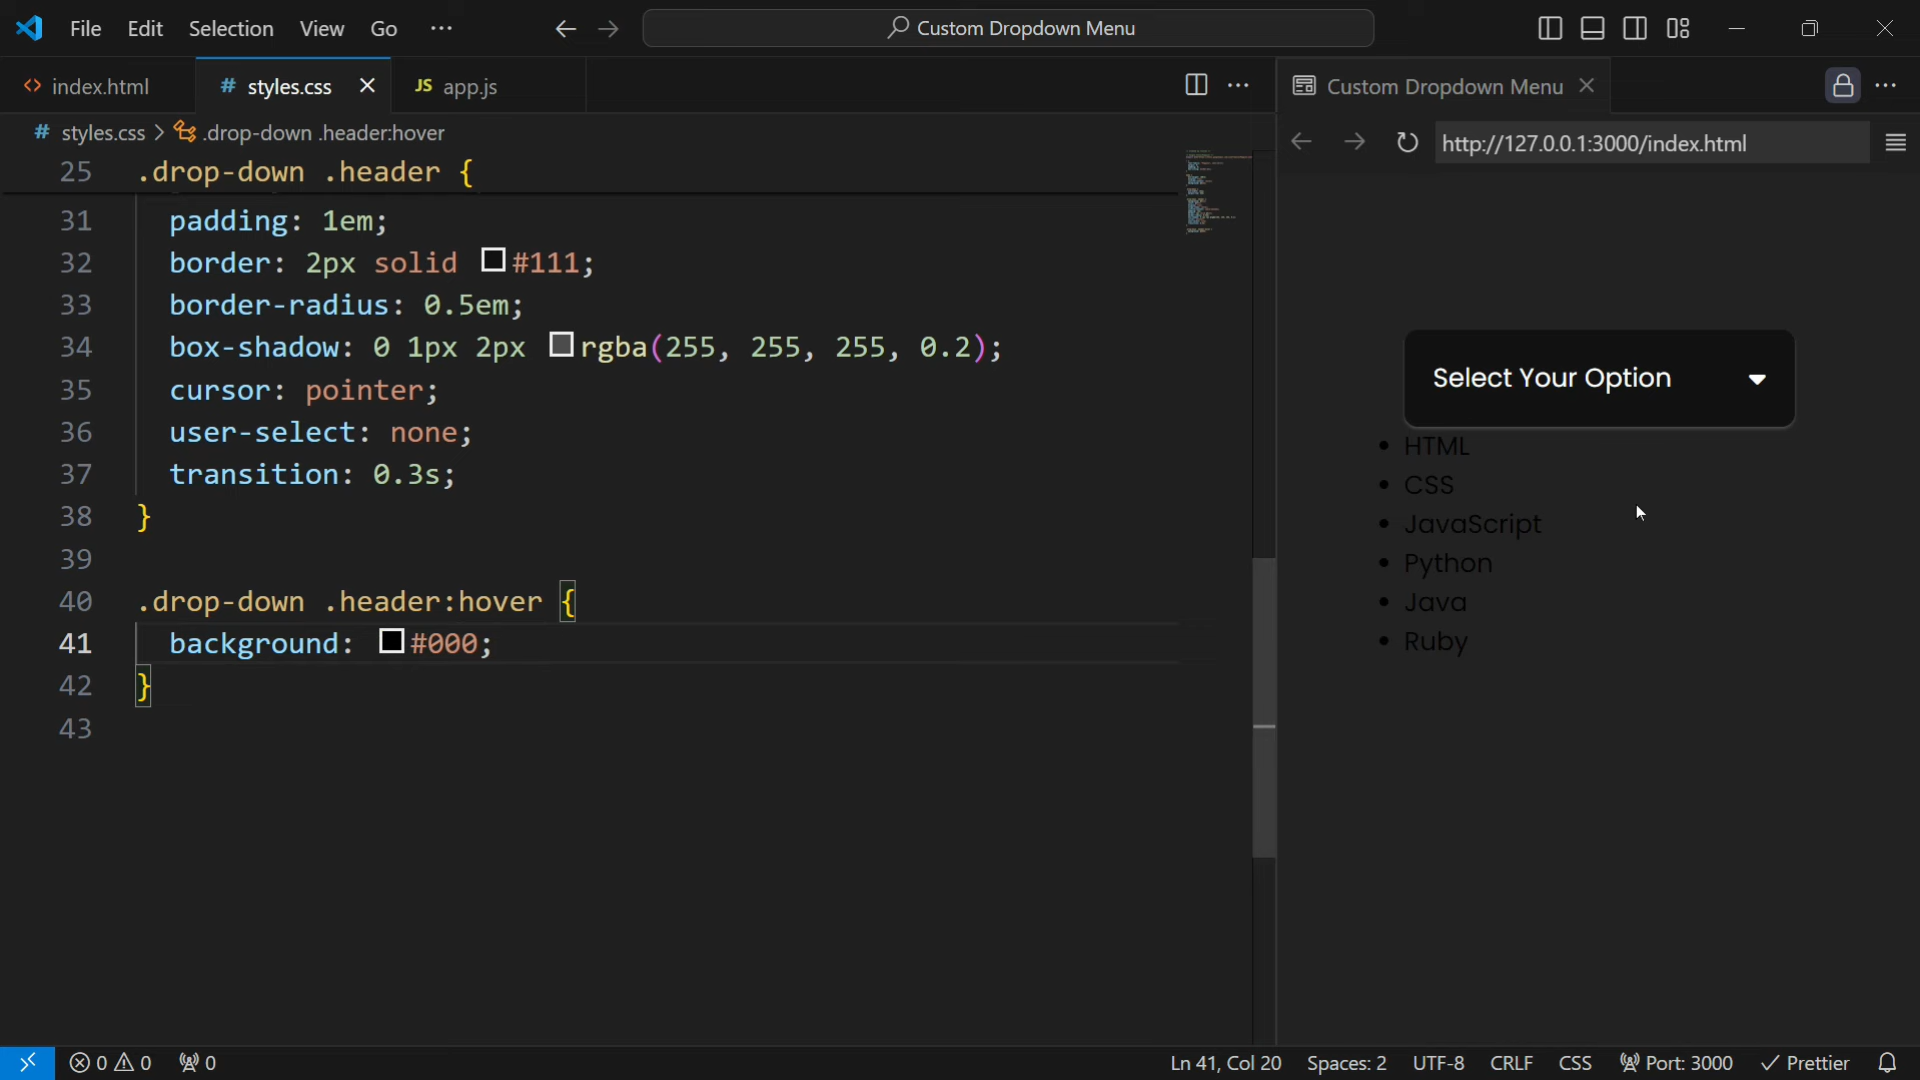 File Edit Selection View Go ··· Custom Dropdown Menu
index.html # styles.css JS app.js ··· Custom Dropdown Menu ···
# styles.css > .drop-down .header:hover
http://127.0.0.1:3000/index.html
25 .drop-down .header {
31 padding: 1em;
32 border: 2px solid #111;
33 border-radius: 0.5em;
34 box-shadow: 0 1px 2px rgba(255, 255, 255, 0.2);
35 cursor: pointer;
36 user-select: none;
37 transition: 0.3s;
38 }
39
40 .drop-down .header:hover {
41 background: #000;
42 }
43
Select Your Option
• HTML
• CSS
• JavaScript
• Python
• Java
• Ruby
0 0 0 Ln 41, Col 20 Spaces: 2 UTF-8 CRLF CSS Port: 3000 Prettier